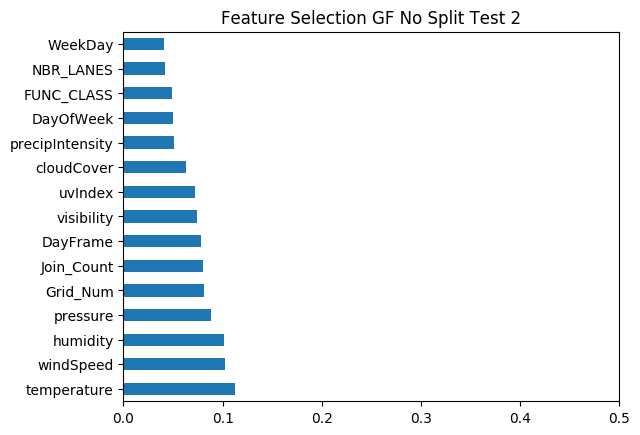 Feature Selection GF No Split Test 2
WeekDay
NBR_LANES
FUNC_CLASS
DayOfWeek
precipIntensity
cloudCover
uvIndex
visibility
DayFrame
Join_Count
Grid_Num
pressure
humidity
windSpeed
temperature
0.0 0.1 0.2 0.3 0.4 0.5